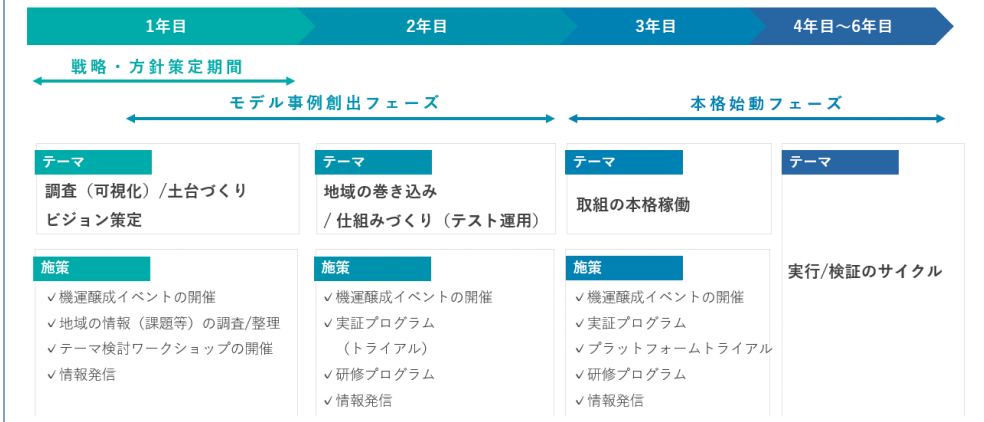 1年目
2年目
3年目
4年目～6年目
戦略・方針策定期間
モデル事例創出フェーズ
本格始動フェーズ
テーマ
調査（可視化）/土台づくり
ビジョン策定
施策
✓機運醸成イベントの開催
✓地域の情報（課題等）の調査/整理
✓テーマ検討ワークショップの開催
✓情報発信
テーマ
地域の巻き込み
/ 仕組みづくり（テスト運用）
施策
✓機運醸成イベントの開催
✓実証プログラム
（トライアル）
✓研修プログラム
✓情報発信
テーマ
取組の本格稼働
施策
✓機運醸成イベントの開催
✓実証プログラム
✓プラットフォームトライアル
✓研修プログラム
✓情報発信
テーマ
実行/検証のサイクル